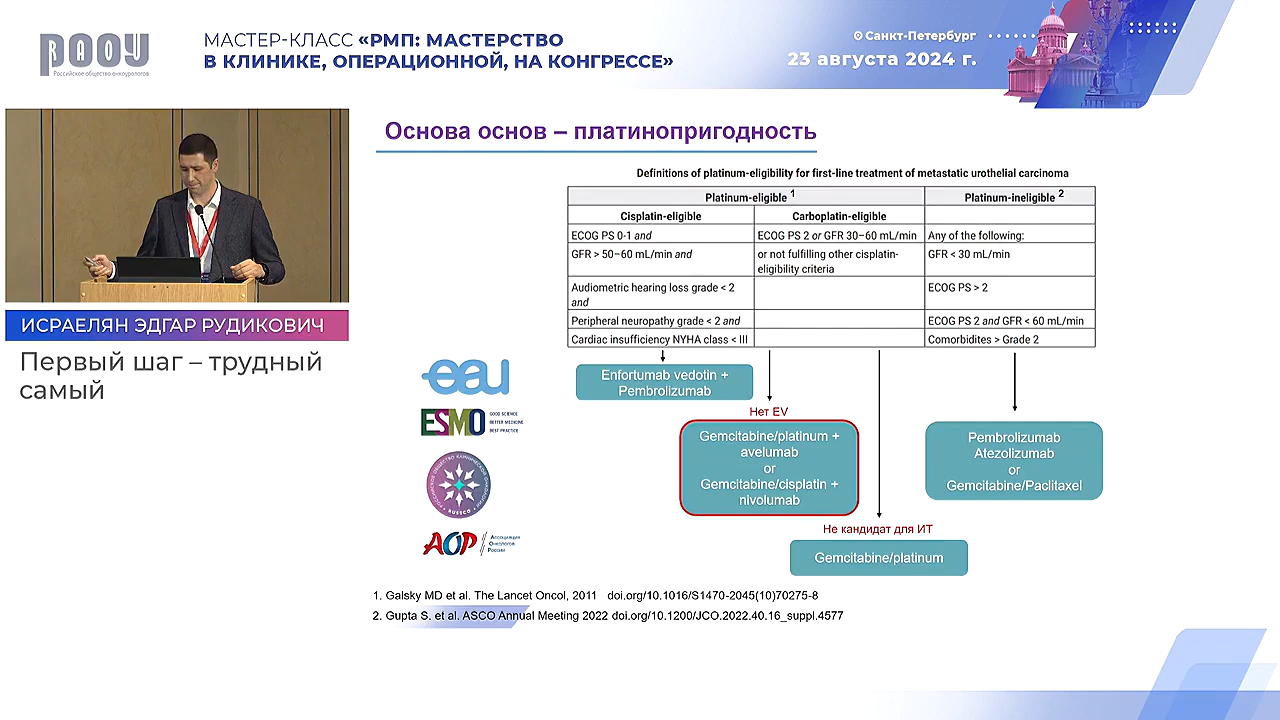 RAOU
Российское общество онкоурологов
МАСТЕР-КЛАСС «РМП: МАСТЕРСТВО
В КЛИНИКЕ, ОПЕРАЦИОННОЙ, НА КОНГРЕССЕ»
Санкт-Петербург
23 августа 2024 г.
ИСРАЕЛЯН ЭДГАР РУДИКОВИЧ
Первый шаг – трудный
самый
Основа основ – платинопригодность
Definitions of platinum-eligibility for first-line treatment of metastatic urothelial carcinoma
Platinum-eligible 1
Platinum-ineligible 2
Cisplatin-eligible
Carboplatin-eligible
ECOG PS 0-1 and
ECOG PS 2 or GFR 30–60 mL/min
Any of the following:
GFR > 50–60 mL/min and
or not fulfilling other cisplatin-
eligibility criteria
GFR < 30 mL/min
Audiometric hearing loss grade < 2
and
ECOG PS > 2
Peripheral neuropathy grade < 2 and
ECOG PS 2 and GFR < 60 mL/min
Cardiac insufficiency NYHA class < III
Comorbidites > Grade 2
Enfortumab vedotin +
Pembrolizumab
Нет EV
Gemcitabine/platinum +
avelumab
or
Gemcitabine/cisplatin +
nivolumab
Pembrolizumab
Atezolizumab
or
Gemcitabine/Paclitaxel
Не кандидат для ИТ
Gemcitabine/platinum
eau
ESMO
GOOD SCIENCE
BETTER MEDICINE
BEST PRACTICE
РОССИЙСКОЕ ОБЩЕСТВО КЛИНИЧЕСКОЙ ОНКОЛОГИИ
RUSSCO
АОР
Ассоциация
Онкологов
России
1. Galsky MD et al. The Lancet Oncol, 2011 doi.org/10.1016/S1470-2045(10)70275-8
2. Gupta S. et al. ASCO Annual Meeting 2022 doi.org/10.1200/JCO.2022.40.16_suppl.4577